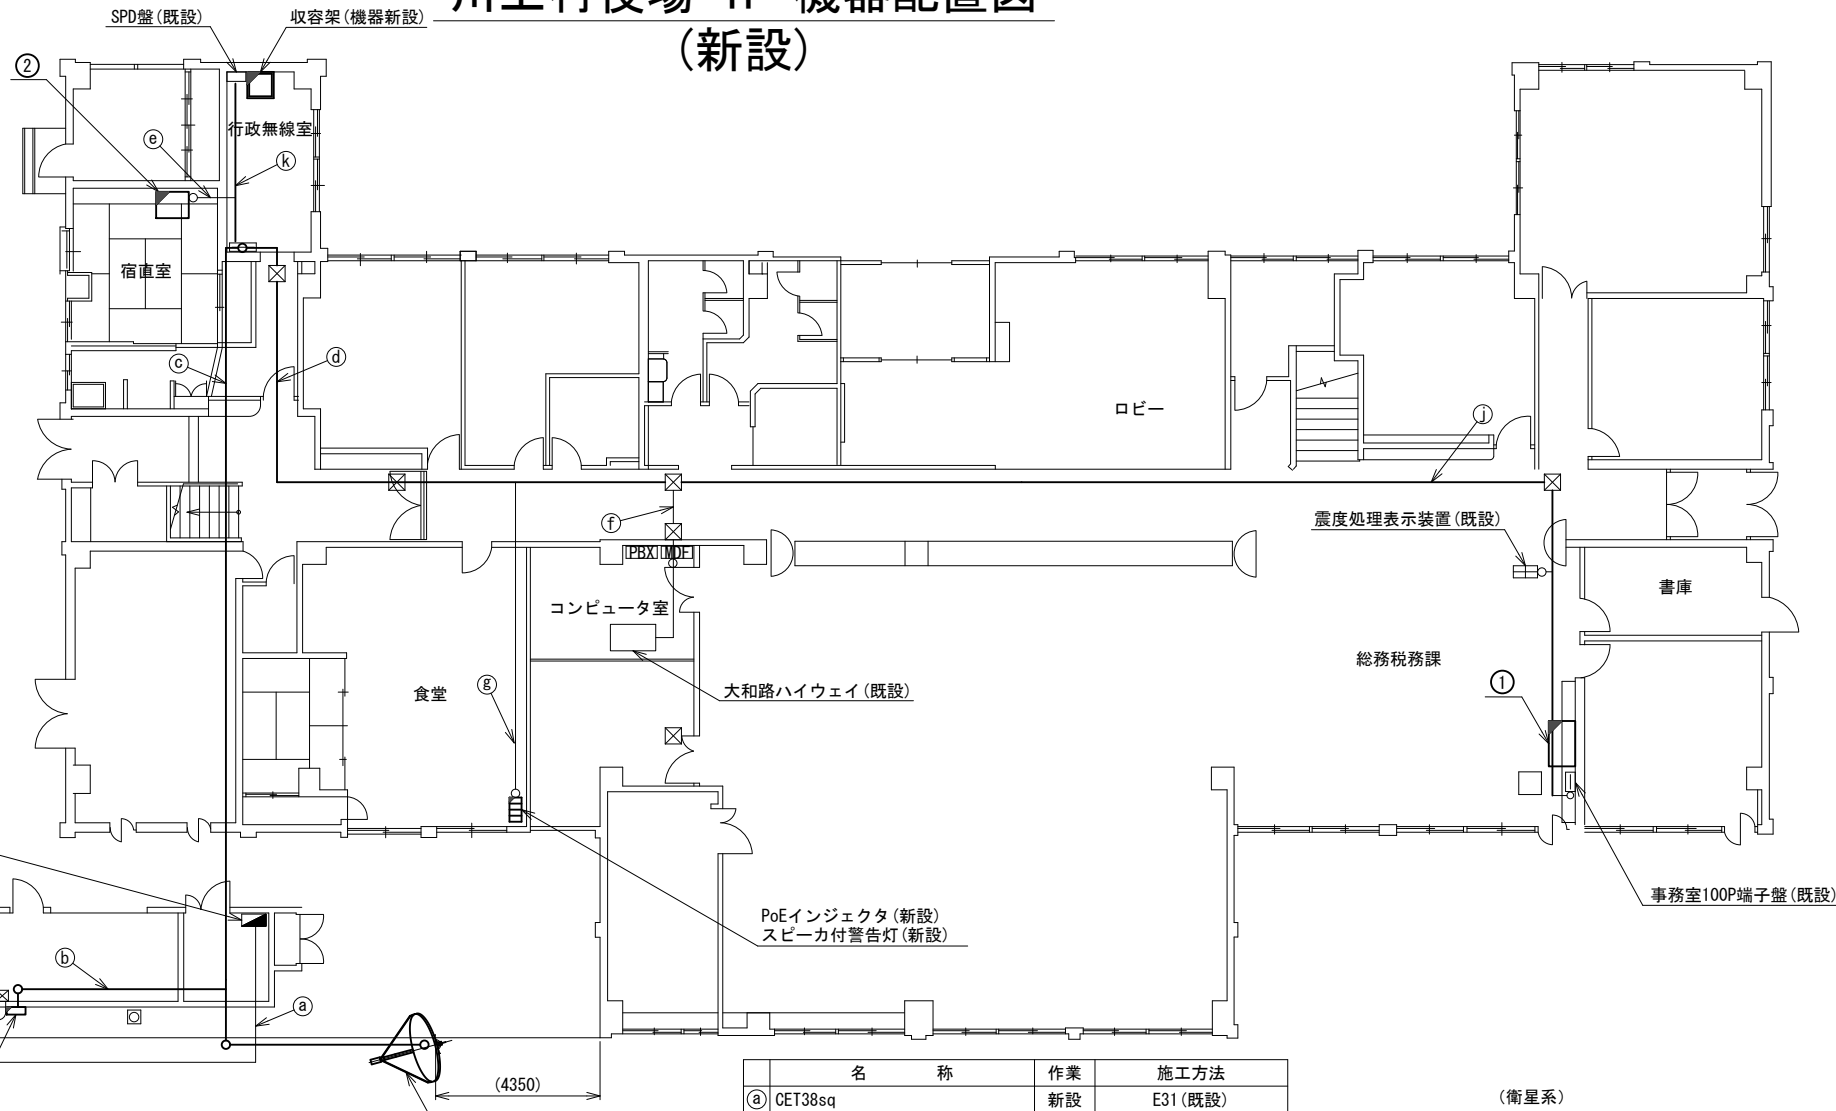 SPD盤(既設)
収容架(機器新設)
(新設)
②
行政無線室
ⓔ
ⓚ
宿直室
ⓒ
ⓓ
ロビー
ⓙ
ⓕ
震度処理表示装置(既設)
PBX
MDF
コンピュータ室
書庫
総務税務課
食堂
ⓖ
大和路ハイウェイ(既設)
①
PoEインジェクタ(新設)
スピーカ付警告灯(新設)
事務室100P端子盤(既設)
ⓑ
ⓐ
(4350)
名 称 作業 施工方法
ⓐ CET38sq 新設 E31(既設)
(衛星系)